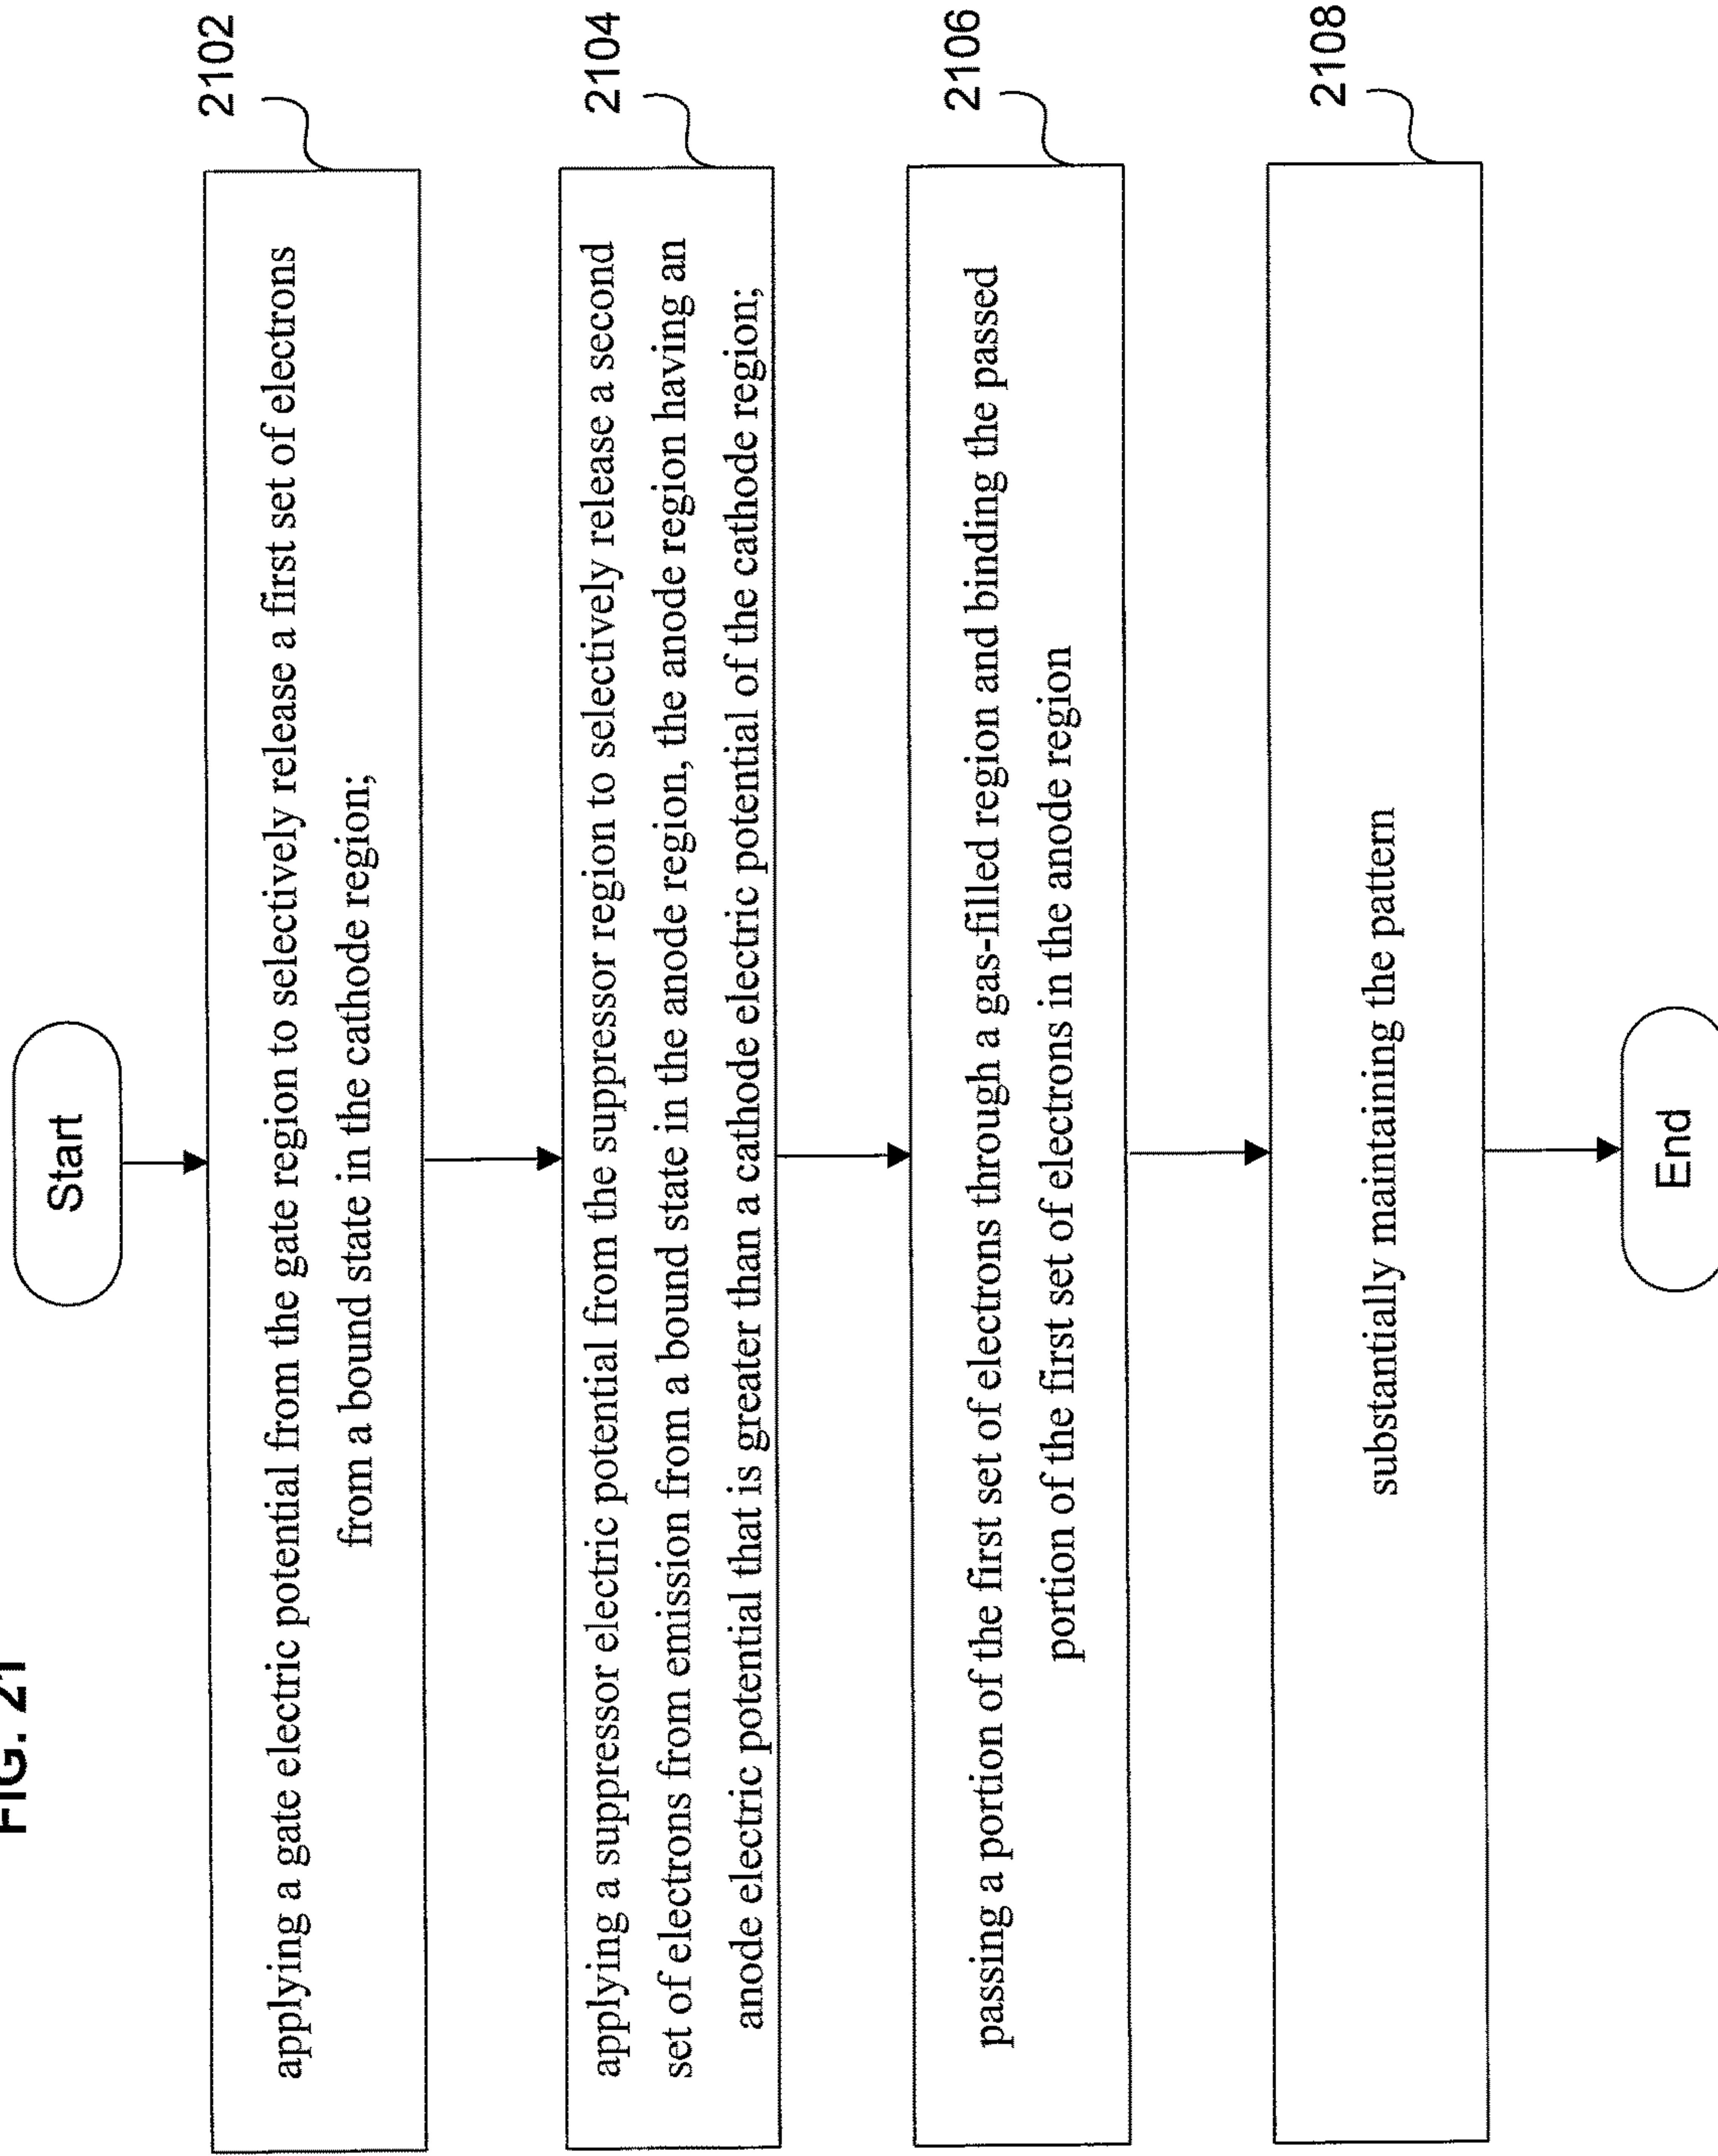 FIG. 21
Start
2102
applying a gate electric potential from the gate region to selectively release a first set of electrons
from a bound state in the cathode region;
2104
applying a suppressor electric potential from the suppressor region to selectively release a second
set of electrons from emission from a bound state in the anode region, the anode region having an
anode electric potential that is greater than a cathode electric potential of the cathode region;
2106
passing a portion of the first set of electrons through a gas-filled region and binding the passed
portion of the first set of electrons in the anode region
2108
substantially maintaining the pattern
End